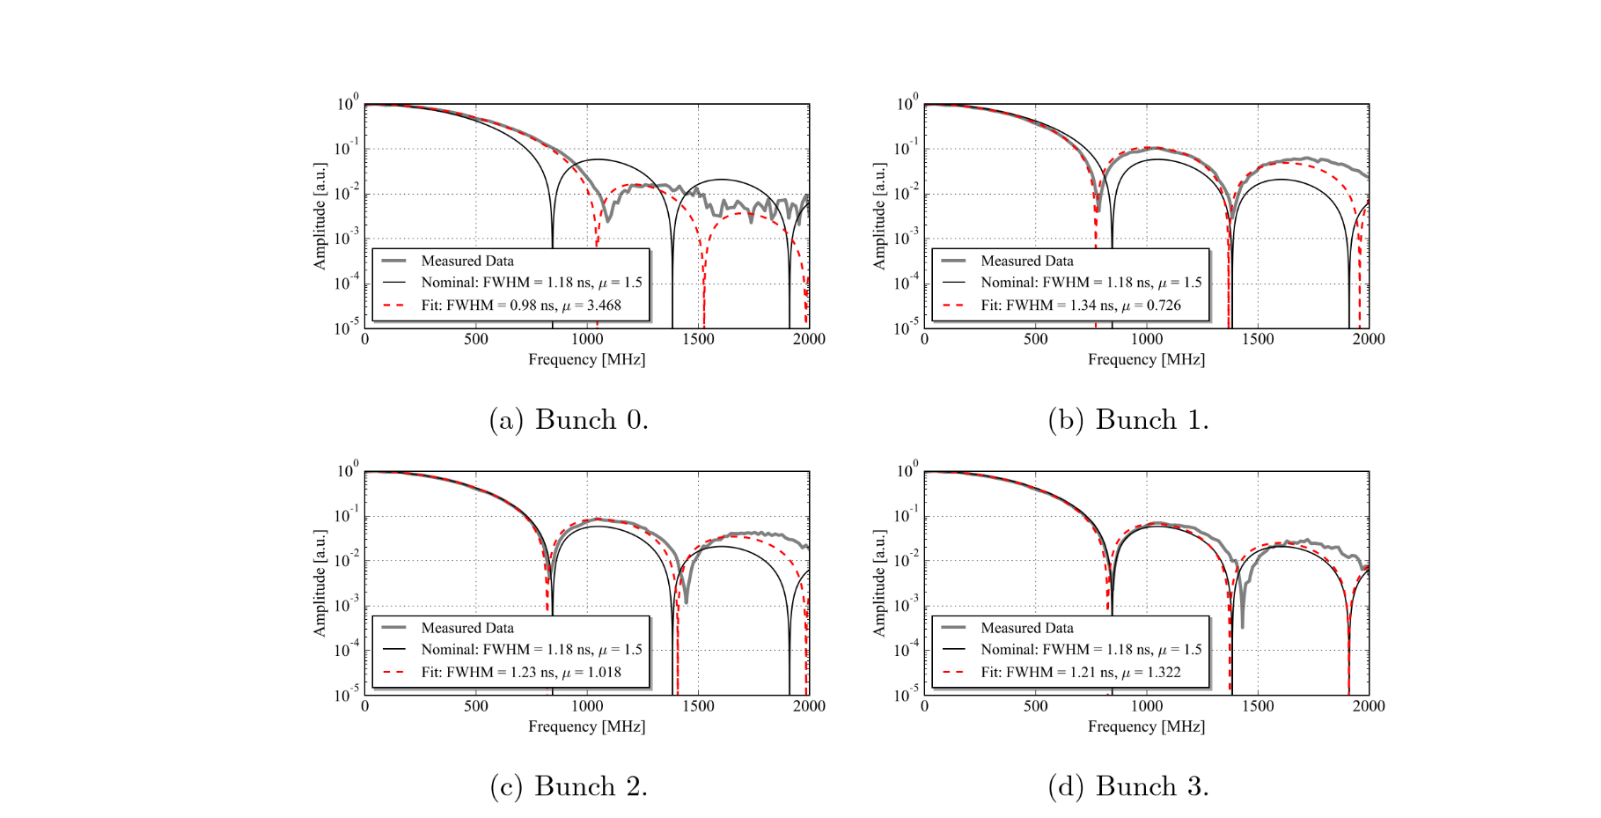 10^0
10^-1
10^-2
10^-3
10^-4
10^-5
Amplitude [a.u.]
Measured Data
Nominal: FWHM = 1.18 ns, μ = 1.5
Fit: FWHM = 0.98 ns, μ = 3.468
0 500 1000 1500 2000
Frequency [MHz]
(a) Bunch 0.
10^0
10^-1
10^-2
10^-3
10^-4
10^-5
Amplitude [a.u.]
Measured Data
Nominal: FWHM = 1.18 ns, μ = 1.5
Fit: FWHM = 1.34 ns, μ = 0.726
0 500 1000 1500 2000
Frequency [MHz]
(b) Bunch 1.
10^0
10^-1
10^-2
10^-3
10^-4
10^-5
Amplitude [a.u.]
Measured Data
Nominal: FWHM = 1.18 ns, μ = 1.5
Fit: FWHM = 1.23 ns, μ = 1.018
0 500 1000 1500 2000
Frequency [MHz]
(c) Bunch 2.
10^0
10^-1
10^-2
10^-3
10^-4
10^-5
Amplitude [a.u.]
Measured Data
Nominal: FWHM = 1.18 ns, μ = 1.5
Fit: FWHM = 1.21 ns, μ = 1.322
0 500 1000 1500 2000
Frequency [MHz]
(d) Bunch 3.